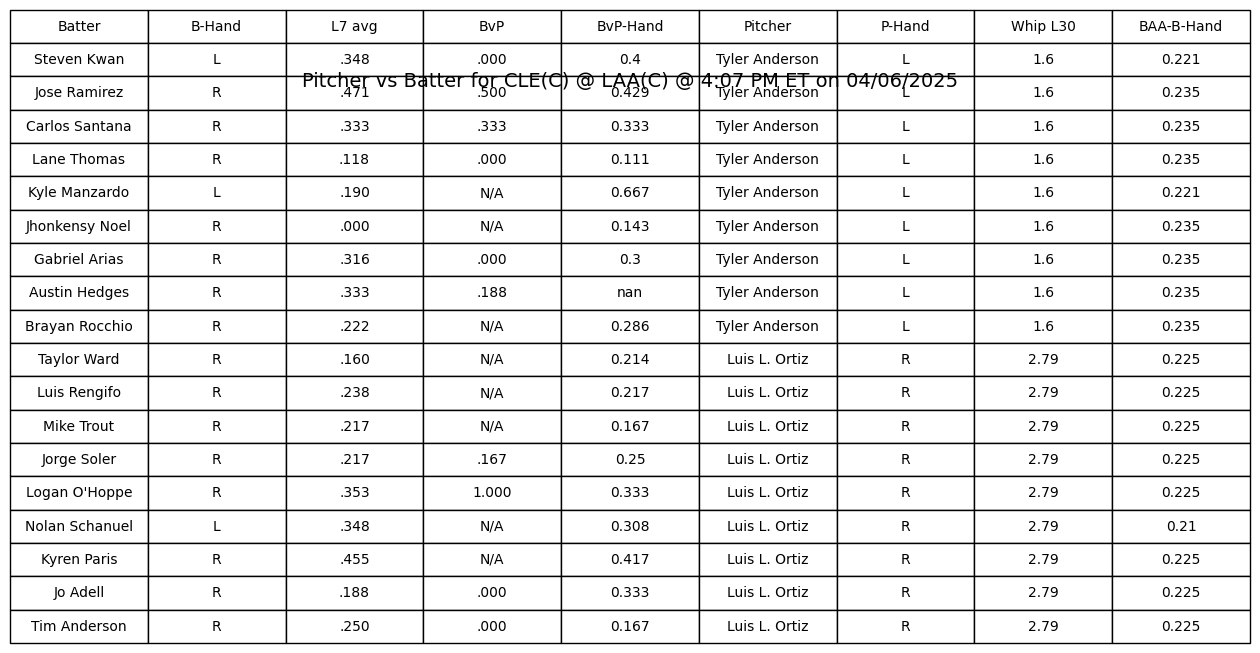 Batter B-Hand L7 avg BvP BvP-Hand Pitcher P-Hand Whip L30 BAA-B-Hand
Steven Kwan L .348 .000 0.4 Tyler Anderson L 1.6 0.221
Pitcher vs Batter for CLE(C) @ LAA(C) @ 4:07 PM ET on 04/06/2025
Jose Ramirez R .471 .500 0.429 Tyler Anderson L 1.6 0.235
Carlos Santana R .333 .333 0.333 Tyler Anderson L 1.6 0.235
Lane Thomas R .118 .000 0.111 Tyler Anderson L 1.6 0.235
Kyle Manzardo L .190 N/A 0.667 Tyler Anderson L 1.6 0.221
Jhonkensy Noel R .000 N/A 0.143 Tyler Anderson L 1.6 0.235
Gabriel Arias R .316 .000 0.3 Tyler Anderson L 1.6 0.235
Austin Hedges R .333 .188 nan Tyler Anderson L 1.6 0.235
Brayan Rocchio R .222 N/A 0.286 Tyler Anderson L 1.6 0.235
Taylor Ward R .160 N/A 0.214 Luis L. Ortiz R 2.79 0.225
Luis Rengifo R .238 N/A 0.217 Luis L. Ortiz R 2.79 0.225
Mike Trout R .217 N/A 0.167 Luis L. Ortiz R 2.79 0.225
Jorge Soler R .217 .167 0.25 Luis L. Ortiz R 2.79 0.225
Logan O'Hoppe R .353 1.000 0.333 Luis L. Ortiz R 2.79 0.225
Nolan Schanuel L .348 N/A 0.308 Luis L. Ortiz R 2.79 0.21
Kyren Paris R .455 N/A 0.417 Luis L. Ortiz R 2.79 0.225
Jo Adell R .188 .000 0.333 Luis L. Ortiz R 2.79 0.225
Tim Anderson R .250 .000 0.167 Luis L. Ortiz R 2.79 0.225